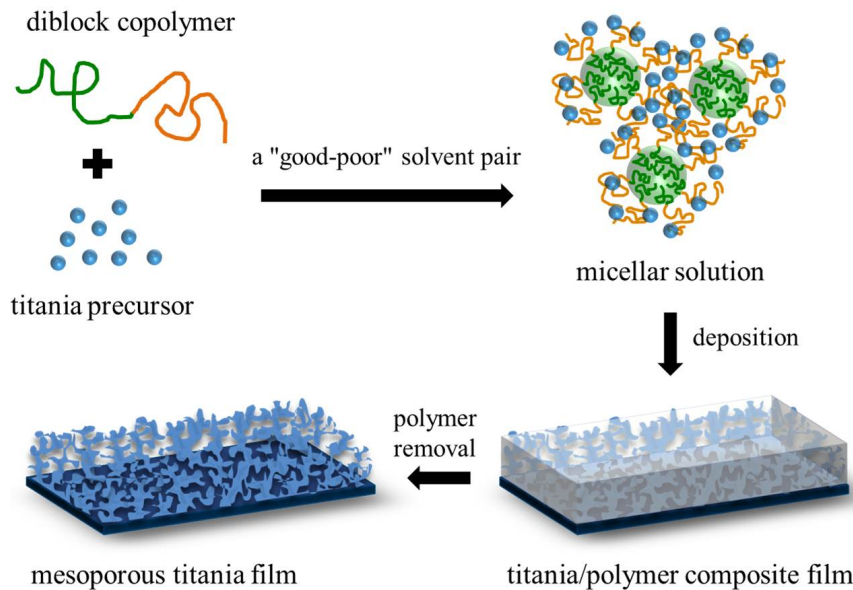 diblock copolymer
titania precursor
a "good-poor" solvent pair
micellar solution
deposition
titania/polymer composite film
polymer
removal
mesoporous titania film